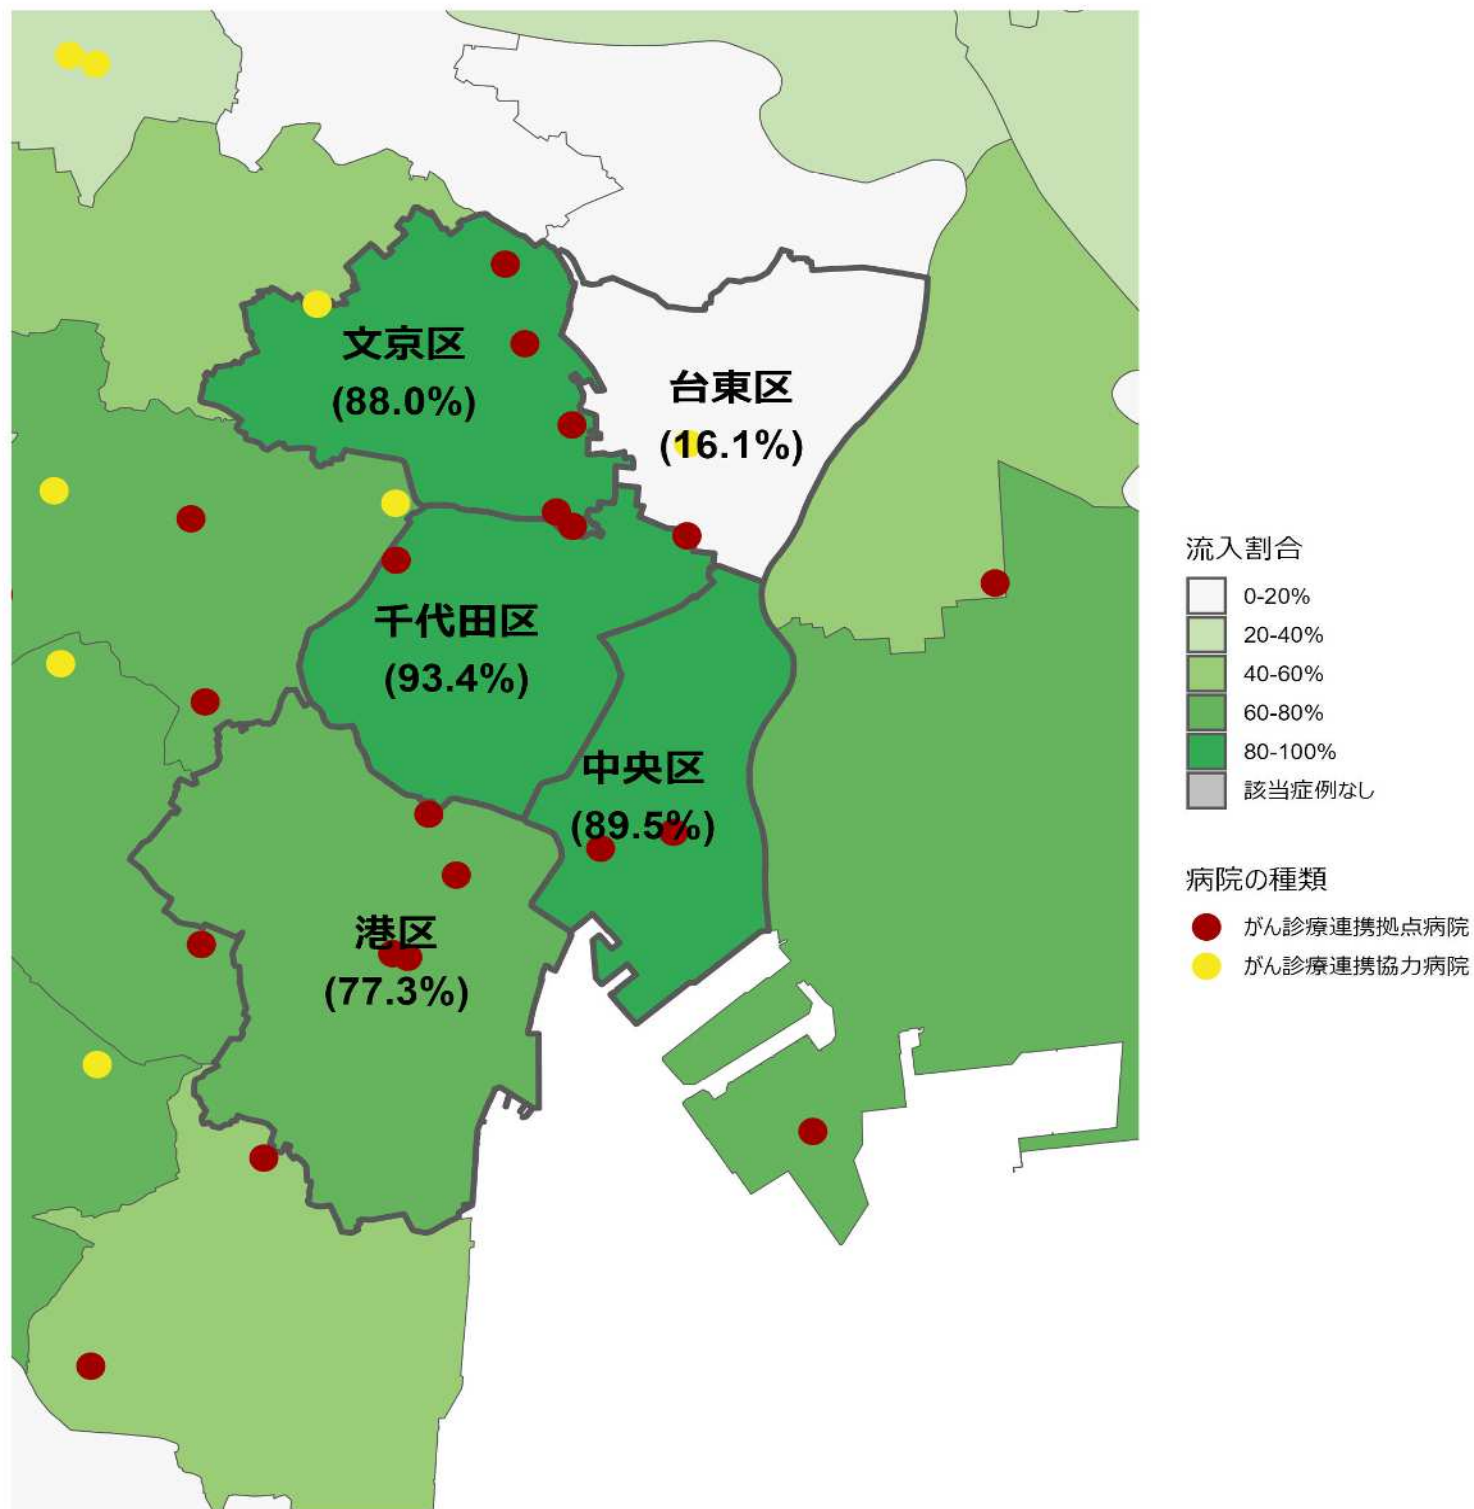 文京区
(88.0%)
台東区
(16.1%)
千代田区
(93.4%)
中央区
(89.5%)
港区
(77.3%)
流入割合
0-20%
20-40%
40-60%
60-80%
80-100%
該当症例なし
病院の種類
がん診療連携拠点病院
がん診療連携協力病院